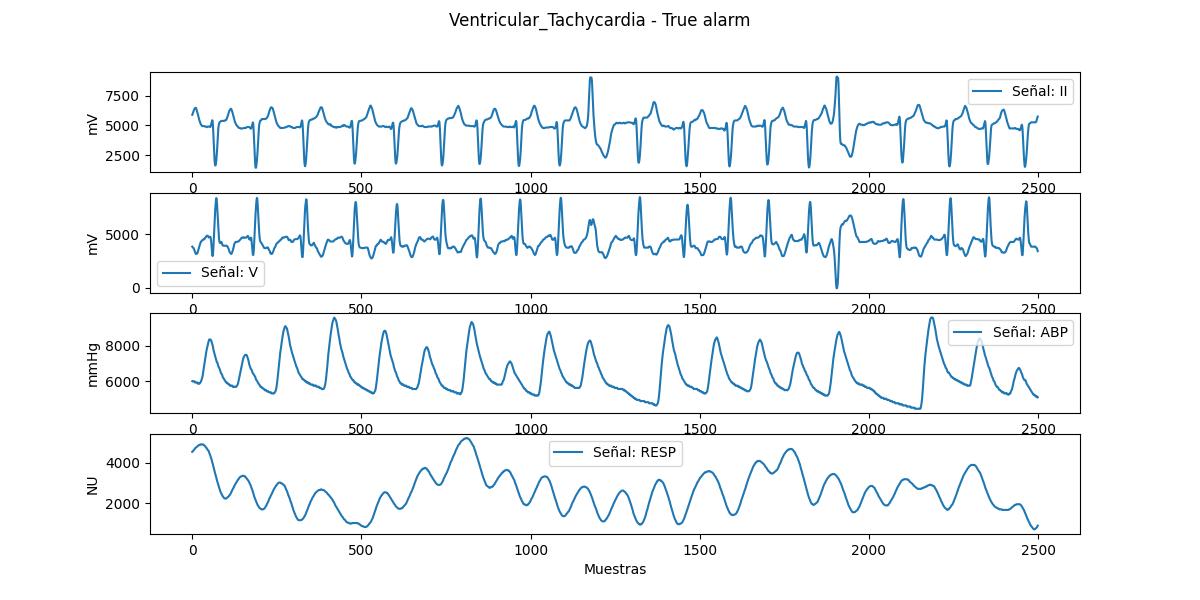 Ventricular_Tachycardia - True alarm
7500
5000
2500
mV
Señal: II
0 500 1000 1500 2000 2500
5000
0
mV
Señal: V
0 500 1000 1500 2000 2500
8000
6000
mmHg
Señal: ABP
0 500 1000 1500 2000 2500
4000
2000
NU
Señal: RESP
0 500 1000 1500 2000 2500
Muestras